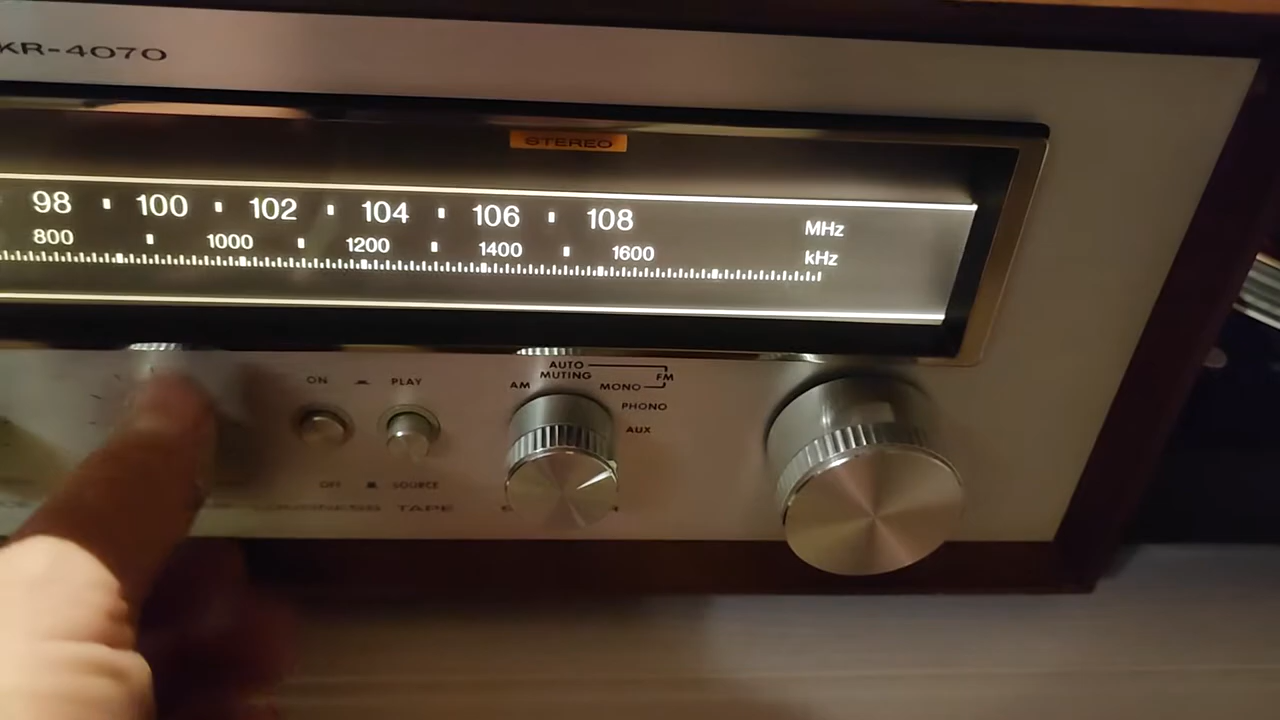 KR-4070
STEREO
98 100 102 104 106 108 MHz
800 1000 1200 1400 1600 kHz
ON PLAY
AM AUTO MUTING MONO FM
PHONO
AUX
OFF SOURCE
LOUDNESS TAPE